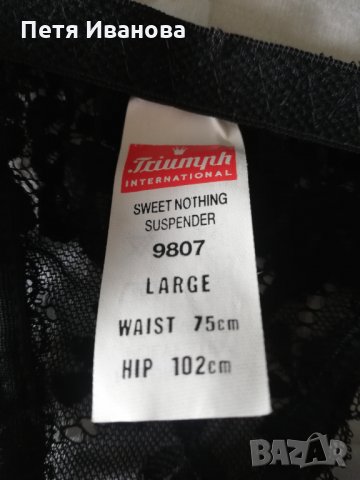 Петя Иванова
Triumph
INTERNATIONAL
SWEET NOTHING
SUSPENDER
9807
LARGE
WAIST 75cm
HIP 102cm
BAZAR